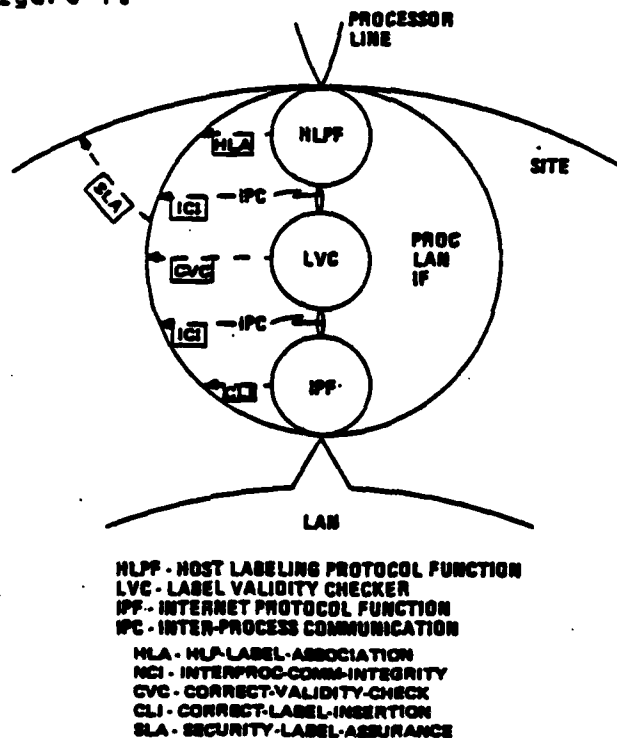 PROCESSOR
LINE
HLPF
HLA
SITE
SLA
ICI
IPC
LVC
PROC
LAN
IF
CVC
ICI
IPC
CLI
IPF
LAN
HLPF - HOST LABELING PROTOCOL FUNCTION
LVC - LABEL VALIDITY CHECKER
IPF - INTERNET PROTOCOL FUNCTION
IPC - INTER-PROCESS COMMUNICATION
HLA - HLP-LABEL-ASSOCIATION
NCI - INTERPROC-COMM-INTEGRITY
CVC - CORRECT-VALIDITY-CHECK
CLI - CORRECT-LABEL-INSERTION
SLA - SECURITY-LABEL-ASSURANCE